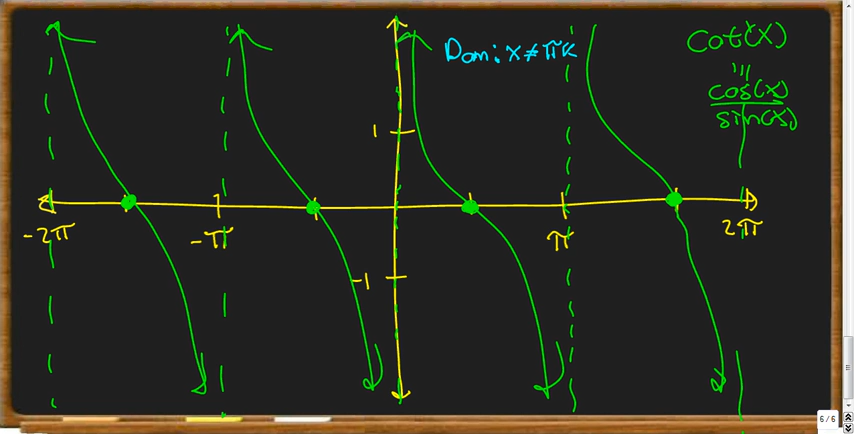 Dom: x ≠ πk
cot(x)
=
cos(x)
sin(x)
1
-2π
-π
π
2π
-1
6/6